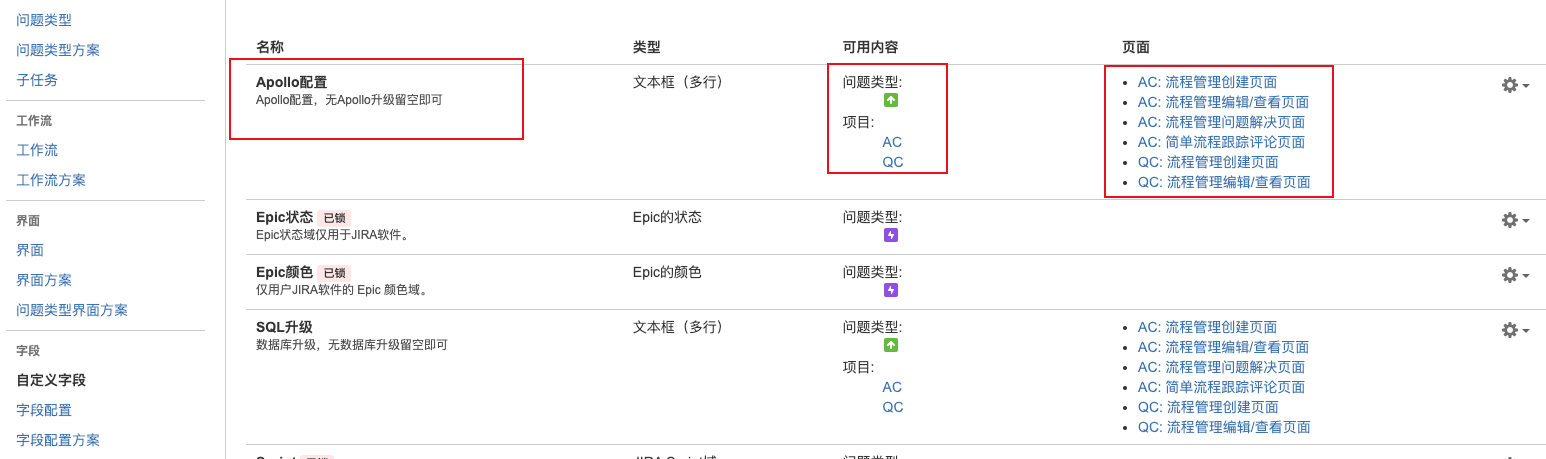 问题类型
问题类型方案
子任务
工作流
工作流
工作流方案
界面
界面
界面方案
问题类型界面方案
字段
自定义字段
字段配置
字段配置方案
名称 类型 可用内容 页面
Apollo配置 文本框（多行） 问题类型: • AC: 流程管理创建页面
Apollo配置，无Apollo升级留空即可 • AC: 流程管理编辑/查看页面
项目: • AC: 流程管理问题解决页面
AC • AC: 简单流程跟踪评论页面
QC • QC: 流程管理创建页面
• QC: 流程管理编辑/查看页面
Epic状态 已锁 Epic的状态 问题类型:
Epic状态域仅用于JIRA软件。
Epic颜色 已锁 Epic的颜色 问题类型:
仅用户JIRA软件的 Epic 颜色域。
SQL升级 文本框（多行） 问题类型: • AC: 流程管理创建页面
数据库升级，无数据库升级留空即可 • AC: 流程管理编辑/查看页面
项目: • AC: 流程管理问题解决页面
AC • AC: 简单流程跟踪评论页面
QC • QC: 流程管理创建页面
• QC: 流程管理编辑/查看页面